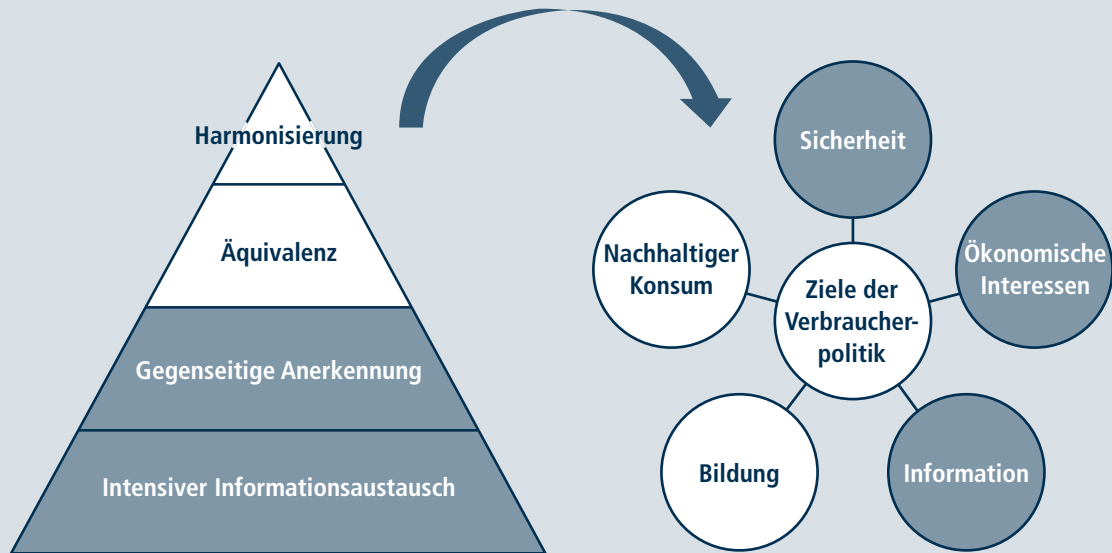 Harmonisierung
Äquivalenz
Gegenseitige Anerkennung
Intensiver Informationsaustausch
Sicherheit
Nachhaltiger
Konsum
Ökonomische
Interessen
Ziele der
Verbraucher-
politik
Bildung
Information